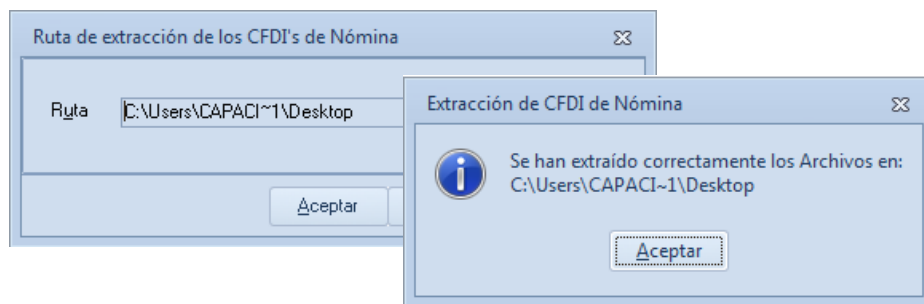 Ruta de extracción de los CFDI's de Nómina
Ruta
C:\Users\CAPACI~1\Desktop
Aceptar
Extracción de CFDI de Nómina
Se han extraído correctamente los Archivos en:
C:\Users\CAPACI~1\Desktop
Aceptar